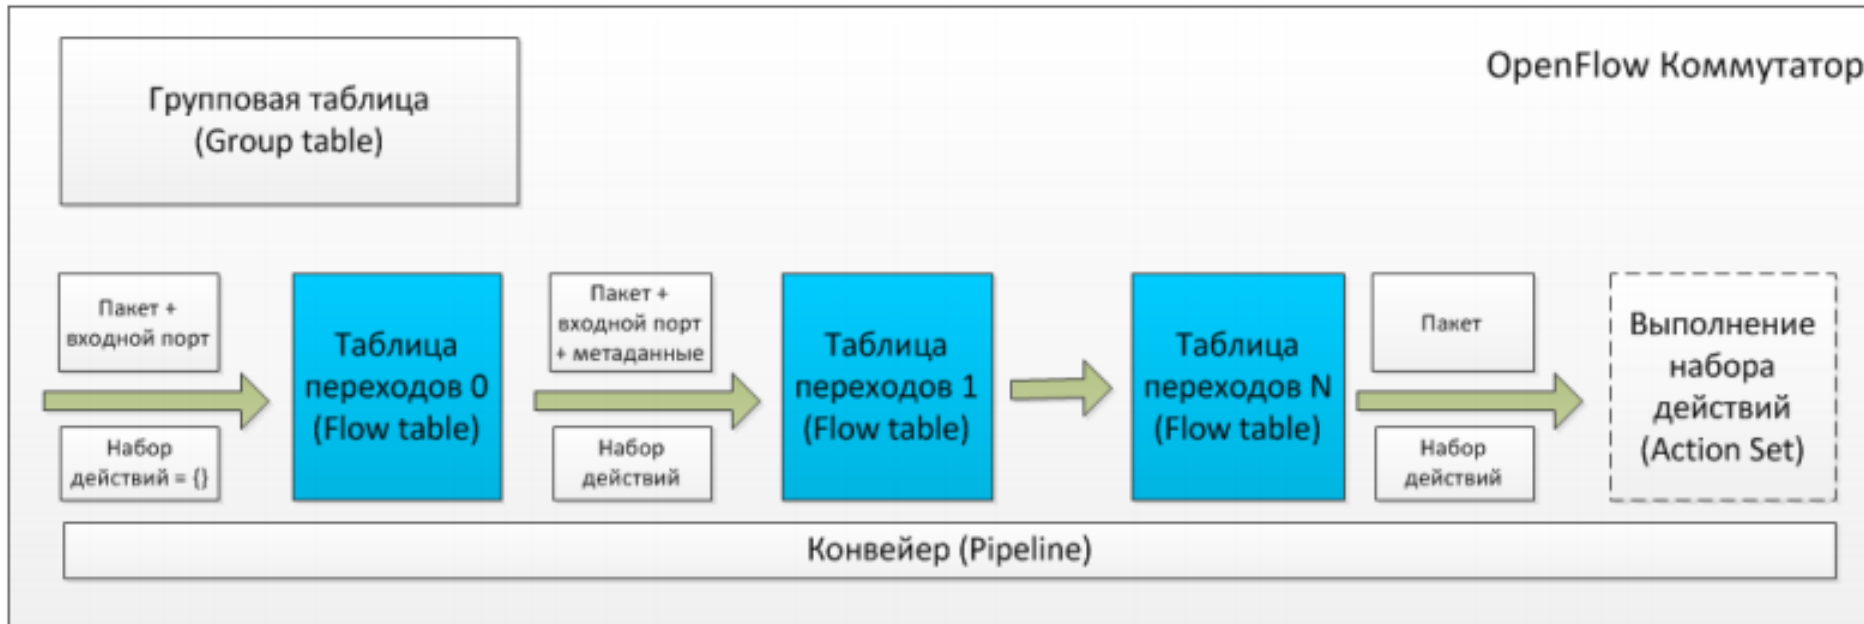 OpenFlow Коммутатор
Групповая таблица
(Group table)
Пакет +
входной порт
Набор
действий = {}
Таблица
переходов 0
(Flow table)
Пакет +
входной порт
+ метаданные
Набор
действий
Таблица
переходов 1
(Flow table)
Таблица
переходов N
(Flow table)
Пакет
Набор
действий
Выполнение
набора
действий
(Action Set)
Конвейер (Pipeline)